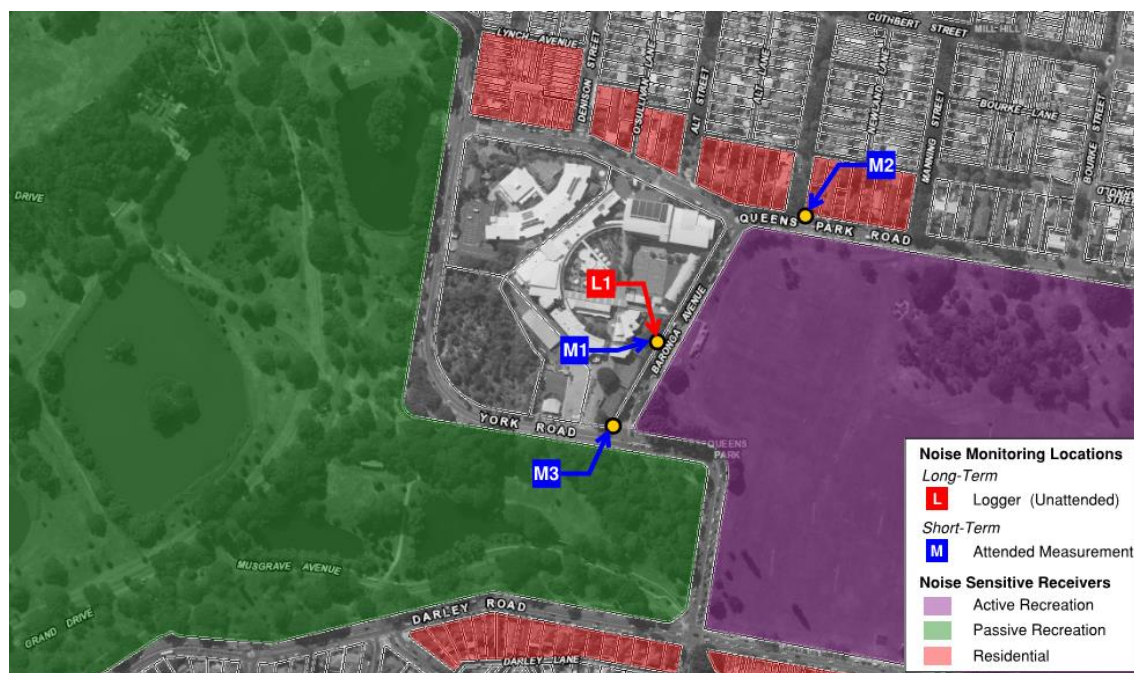 LYNCH AVENUE
DENISON STREET
O'SULLIVAN LANE
ALT STREET
ALT LANE
CUTHBERT STREET
MILL HILL
NEWLAND LANE
MANNING STREET
BOURKE LANE
BOURKE STREET
ARNOLD STREET
DRIVE
M2
QUEENS PARK ROAD
L1
M1
BARONGA AVENUE
YORK ROAD
QUEENS
PARK
M3
MUSGRAVE AVENUE
GRAND DRIVE
DARLEY ROAD
DARLEY LANE
Noise Monitoring Locations
Long-Term
L Logger (Unattended)
Short-Term
M Attended Measurement
Noise Sensitive Receivers
Active Recreation
Passive Recreation
Residential